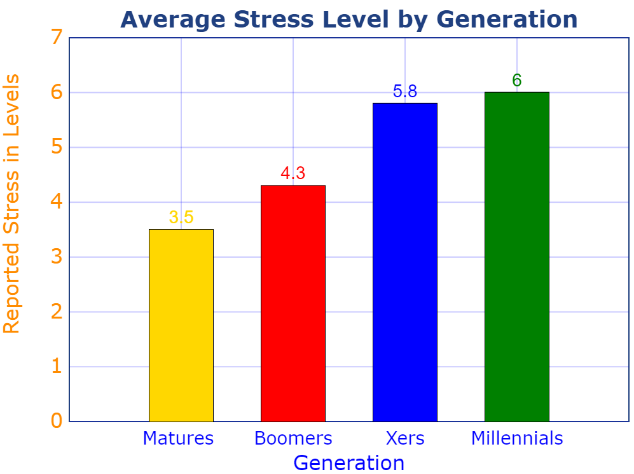 Average Stress Level by Generation
Reported Stress in Levels
7
6
5
4
3
2
1
0
3.5
4.3
5.8
6
Matures
Boomers
Xers
Millennials
Generation